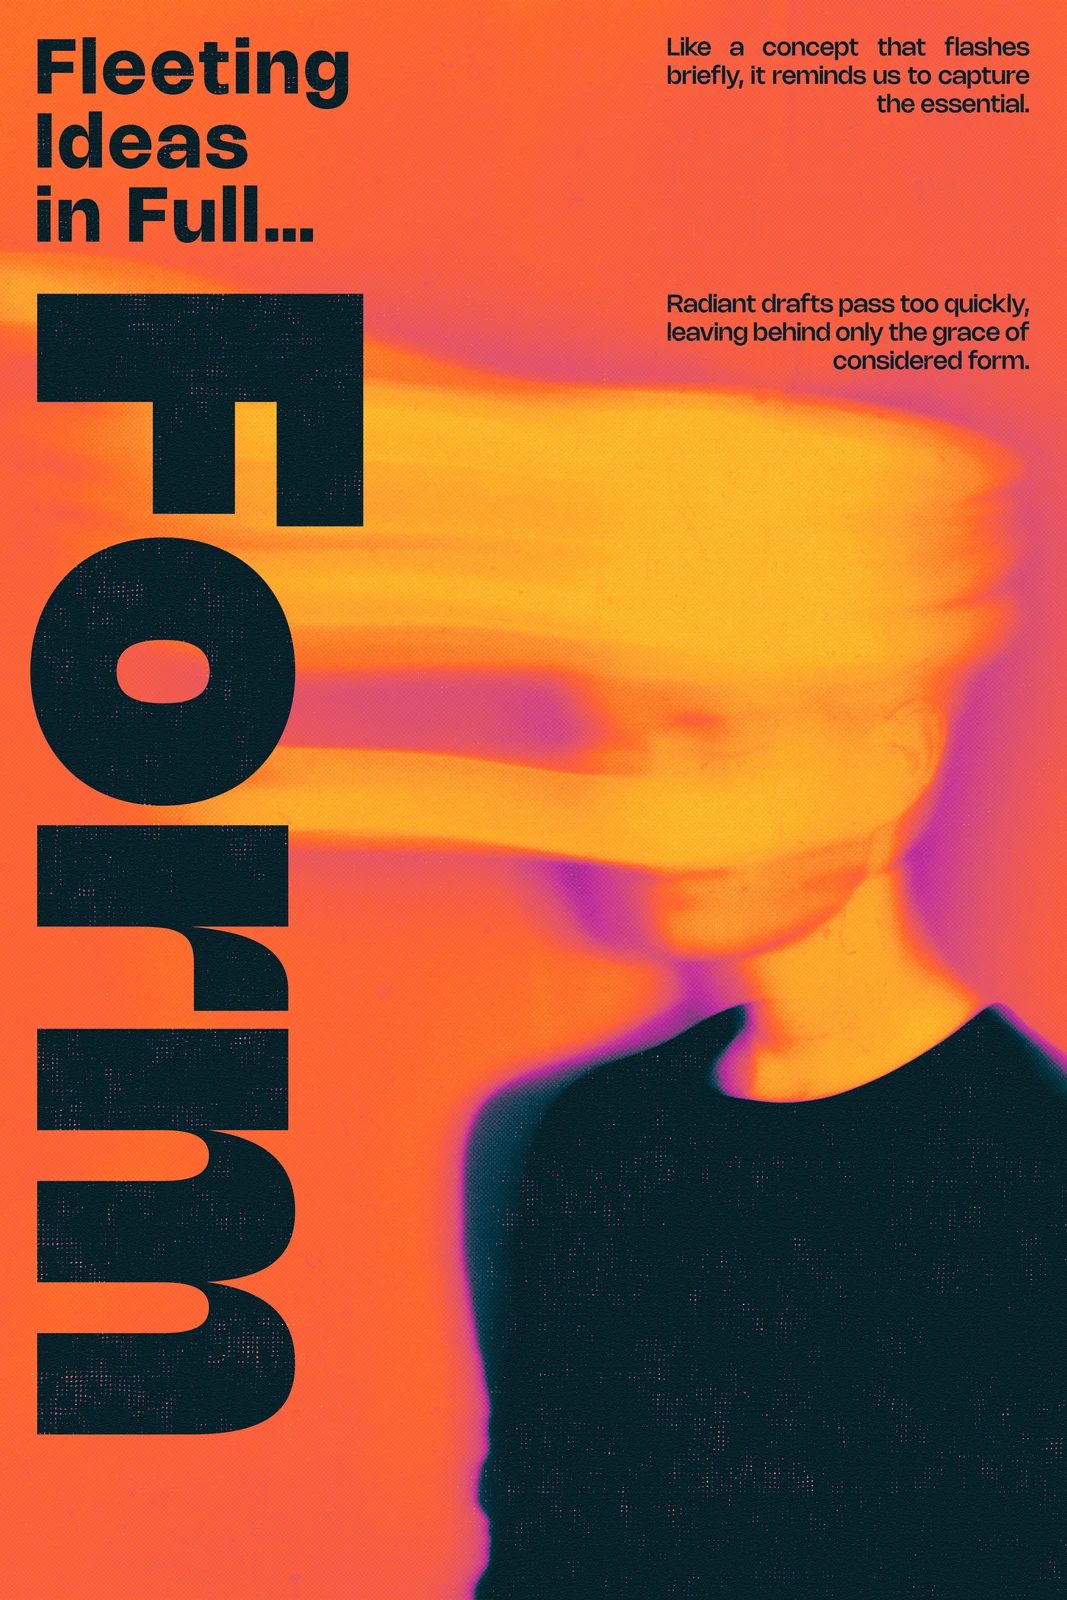 Fleeting
Ideas
in Full...
Form
Like a concept that flashes
briefly, it reminds us to capture
the essential.
Radiant drafts pass too quickly,
leaving behind only the grace of
considered form.